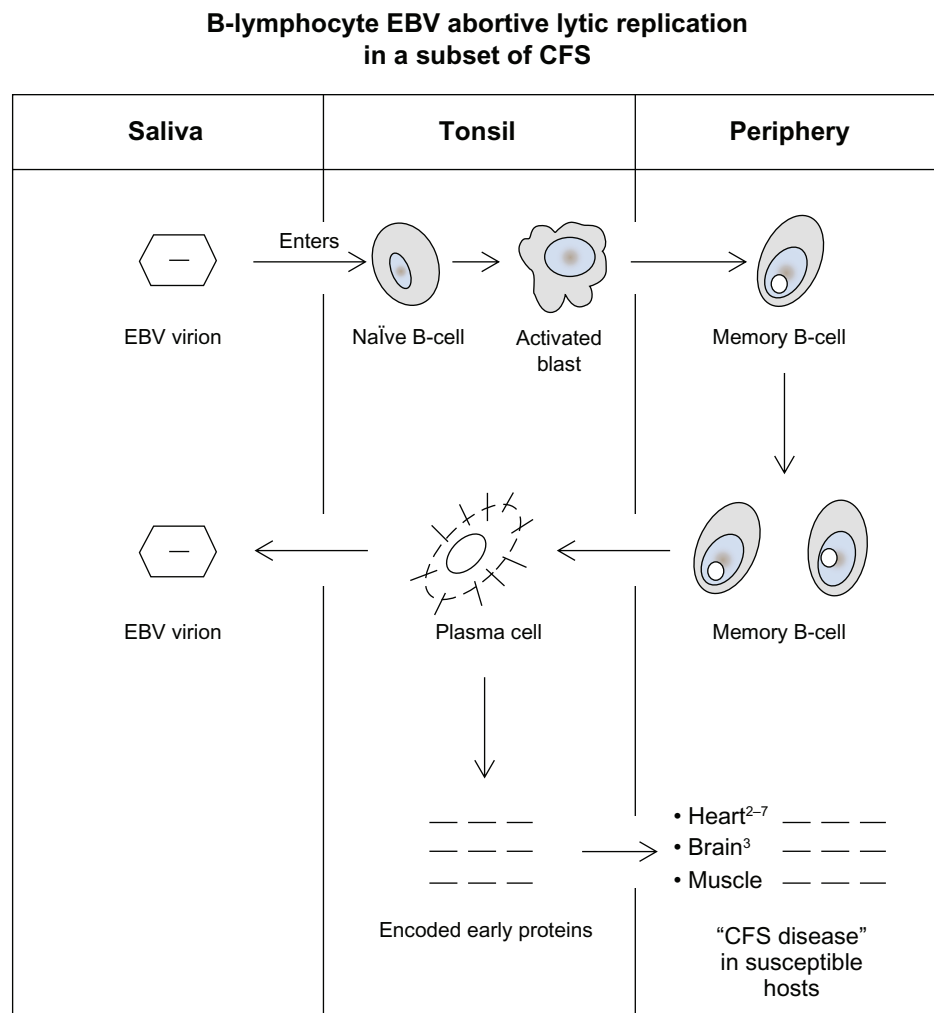 B-lymphocyte EBV abortive lytic replication
in a subset of CFS
Saliva
Tonsil
Periphery
Enters
EBV virion
NaÏve B-cell
Activated
blast
Memory B-cell
EBV virion
Plasma cell
Memory B-cell
• Heart²⁻⁷
• Brain³
• Muscle
Encoded early proteins
“CFS disease”
in susceptible
hosts